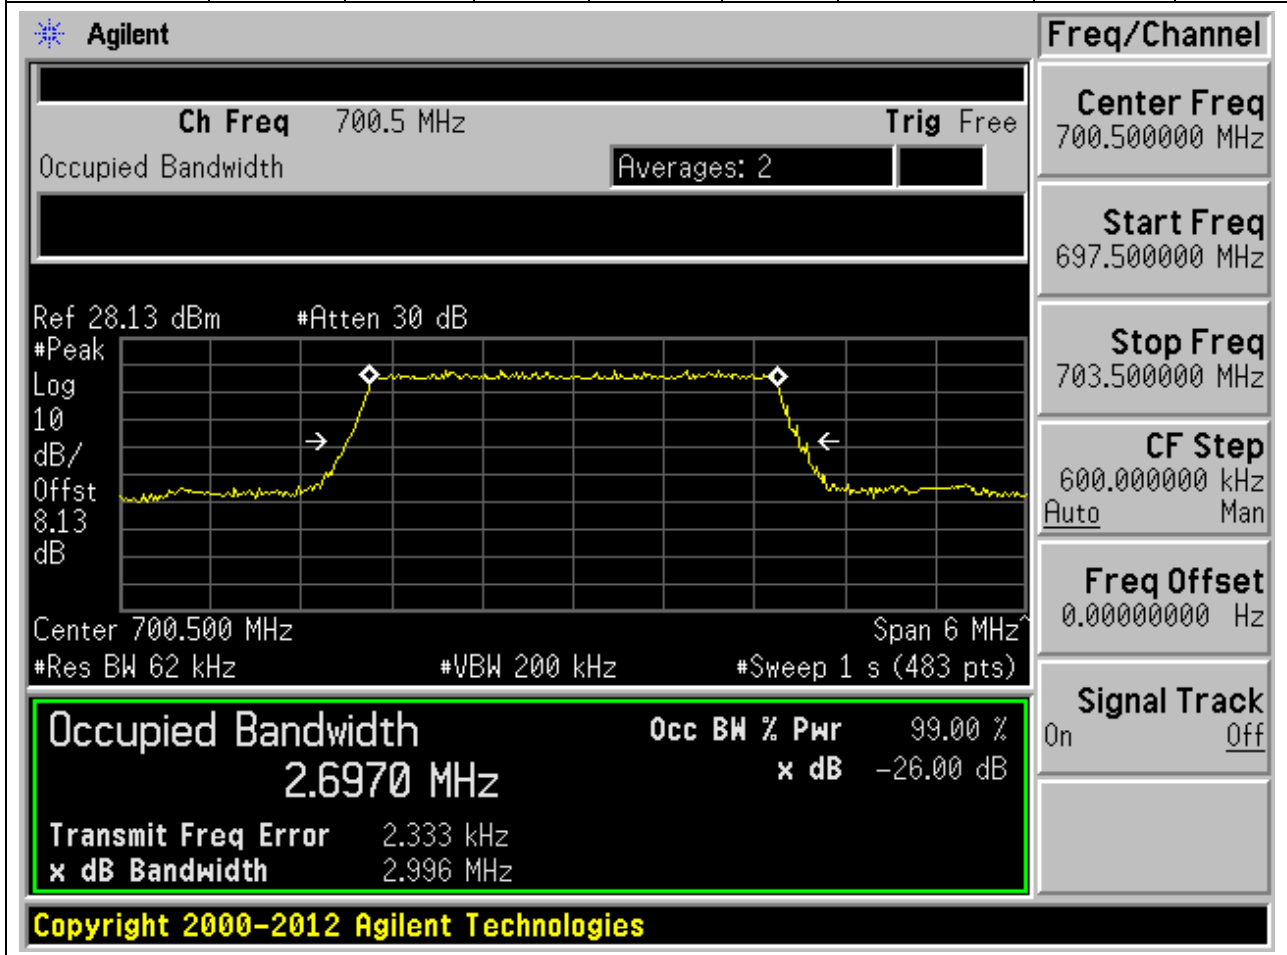 Agilent
Freq/Channel
Ch Freq 700.5 MHz Trig Free
Occupied Bandwidth Averages: 2
Center Freq
700.500000 MHz
Start Freq
697.500000 MHz
Stop Freq
703.500000 MHz
CF Step
600.000000 kHz
Auto Man
Freq Offset
0.00000000 Hz
Signal Track
On Off
Ref 28.13 dBm #Atten 30 dB
#Peak
Log
10
dB/
Offst
8.13
dB
Center 700.500 MHz Span 6 MHz^
#Res BW 62 kHz #VBW 200 kHz #Sweep 1 s (483 pts)
Occupied Bandwidth Occ BW % Pwr 99.00 %
2.6970 MHz x dB -26.00 dB
Transmit Freq Error 2.333 kHz
x dB Bandwidth 2.996 MHz
Copyright 2000-2012 Agilent Technologies